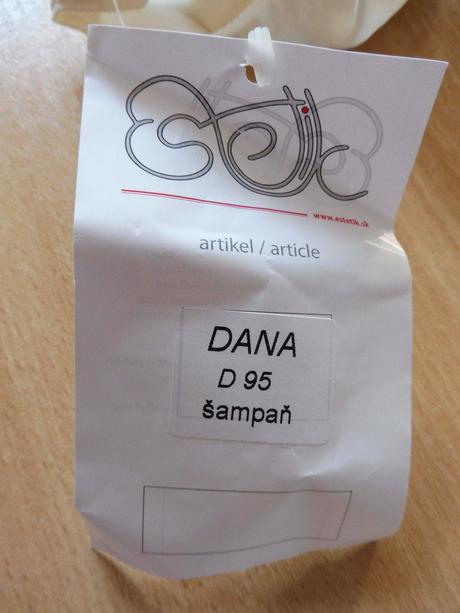 Estetik
www.estetik.sk
artikel / article
DANA
D 95
šampaň